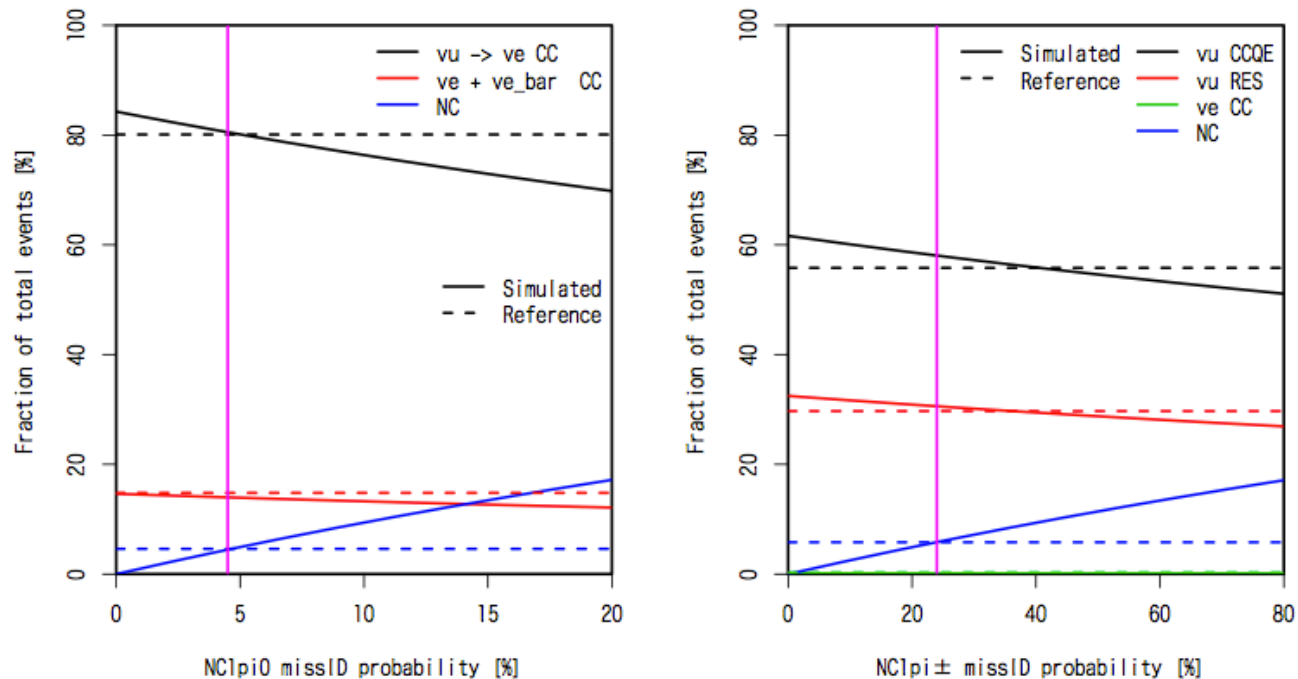 100
80
60
40
20
0
Fraction of total events [%]
vu -> ve CC
ve + ve_bar CC
NC
Simulated
Reference
0 5 10 15 20
NC1pi0 missID probability [%]
100
80
60
40
20
0
Fraction of total events [%]
Simulated
Reference
vu CCQE
vu RES
ve CC
NC
0 20 40 60 80
NC1pi± missID probability [%]